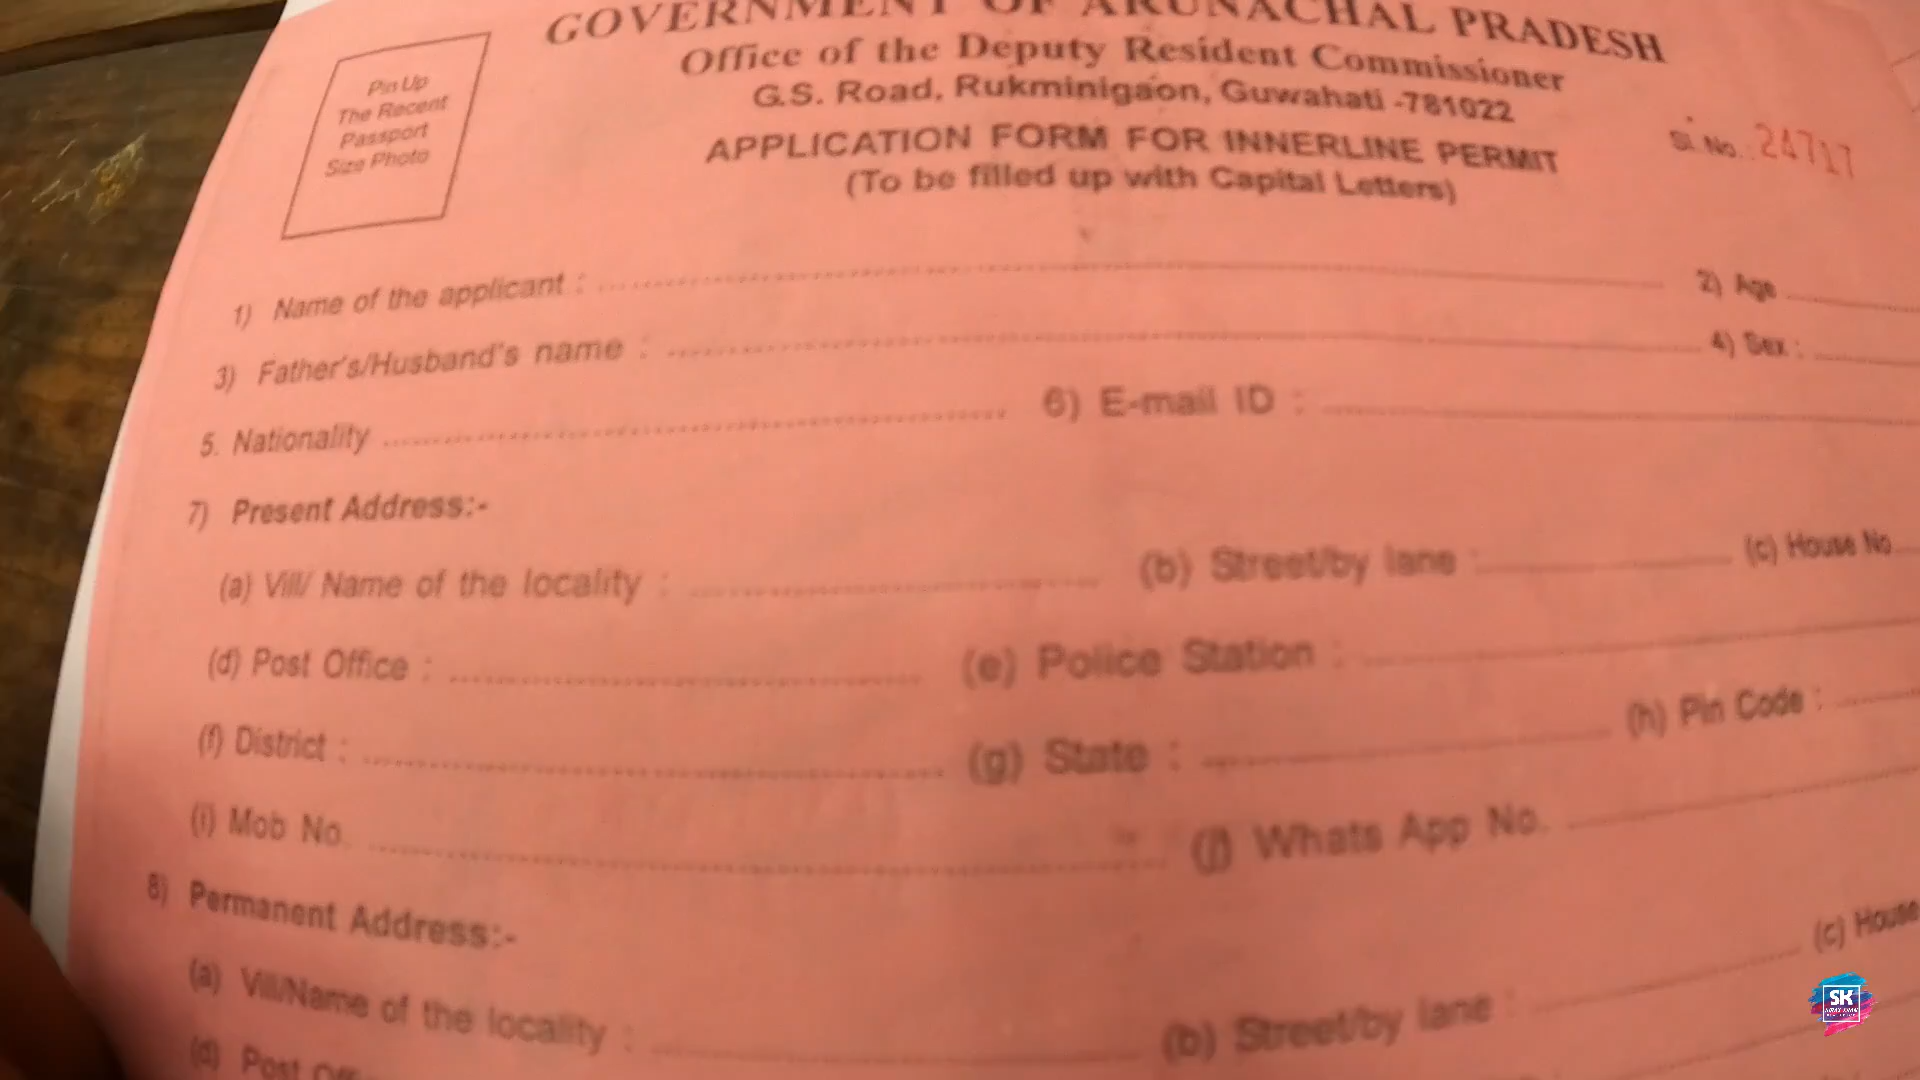 GOVERNMENT OF ARUNACHAL PRADESH
Office of the Deputy Resident Commissioner
G.S. Road, Rukminigaon, Guwahati -781022
APPLICATION FORM FOR INNERLINE PERMIT
(To be filled up with Capital Letters)
Pin Up
The Recent
Passport
Size Photo
Sl. No. 24717
1) Name of the applicant : 2) Age
3) Father's/Husband's name : 4) Sex :
5. Nationality 6) E-mail ID :
7) Present Address:-
(a) Vill/ Name of the locality : (b) Street/by lane : (c) House No
(d) Post Office : (e) Police Station :
(f) District : (g) State : (h) Pin Code :
(i) Mob No. (j) Whats App No.
8) Permanent Address:-
(a) Vill/Name of the locality : (b) Street/by lane : (c) House
(d) Post Off
SK